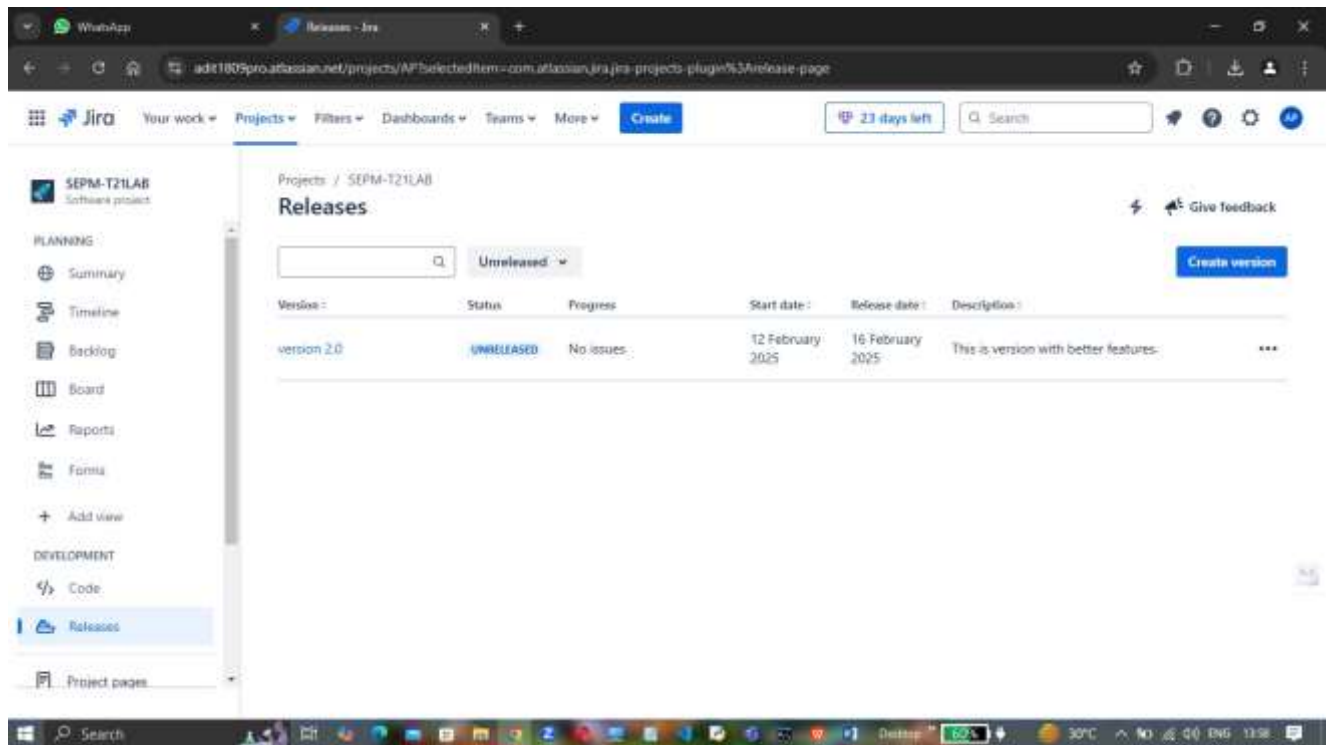 WhatsApp
Releases - Jira
adit1809pro.atlassian.net/projects/AP?selectedItem=com.atlassian.jira.jira-projects-plugin%3Arelease-page
Jira Your work Projects Filters Dashboards Teams More Create 23 days left Search
SEPM-T21LAB
Software project
PLANNING
Summary
Timeline
Backlog
Board
Reports
Forms
+ Add view
DEVELOPMENT
Code
Releases
Project pages
Projects / SEPM-T21LAB
Releases
Give feedback
Unreleased
Create version
Version Status Progress Start date Release date Description
version 2.0 UNRELEASED No issues 12 February 2025 16 February 2025 This is version with better features.
Search
Desktop 60% 30°C ENG 13:58